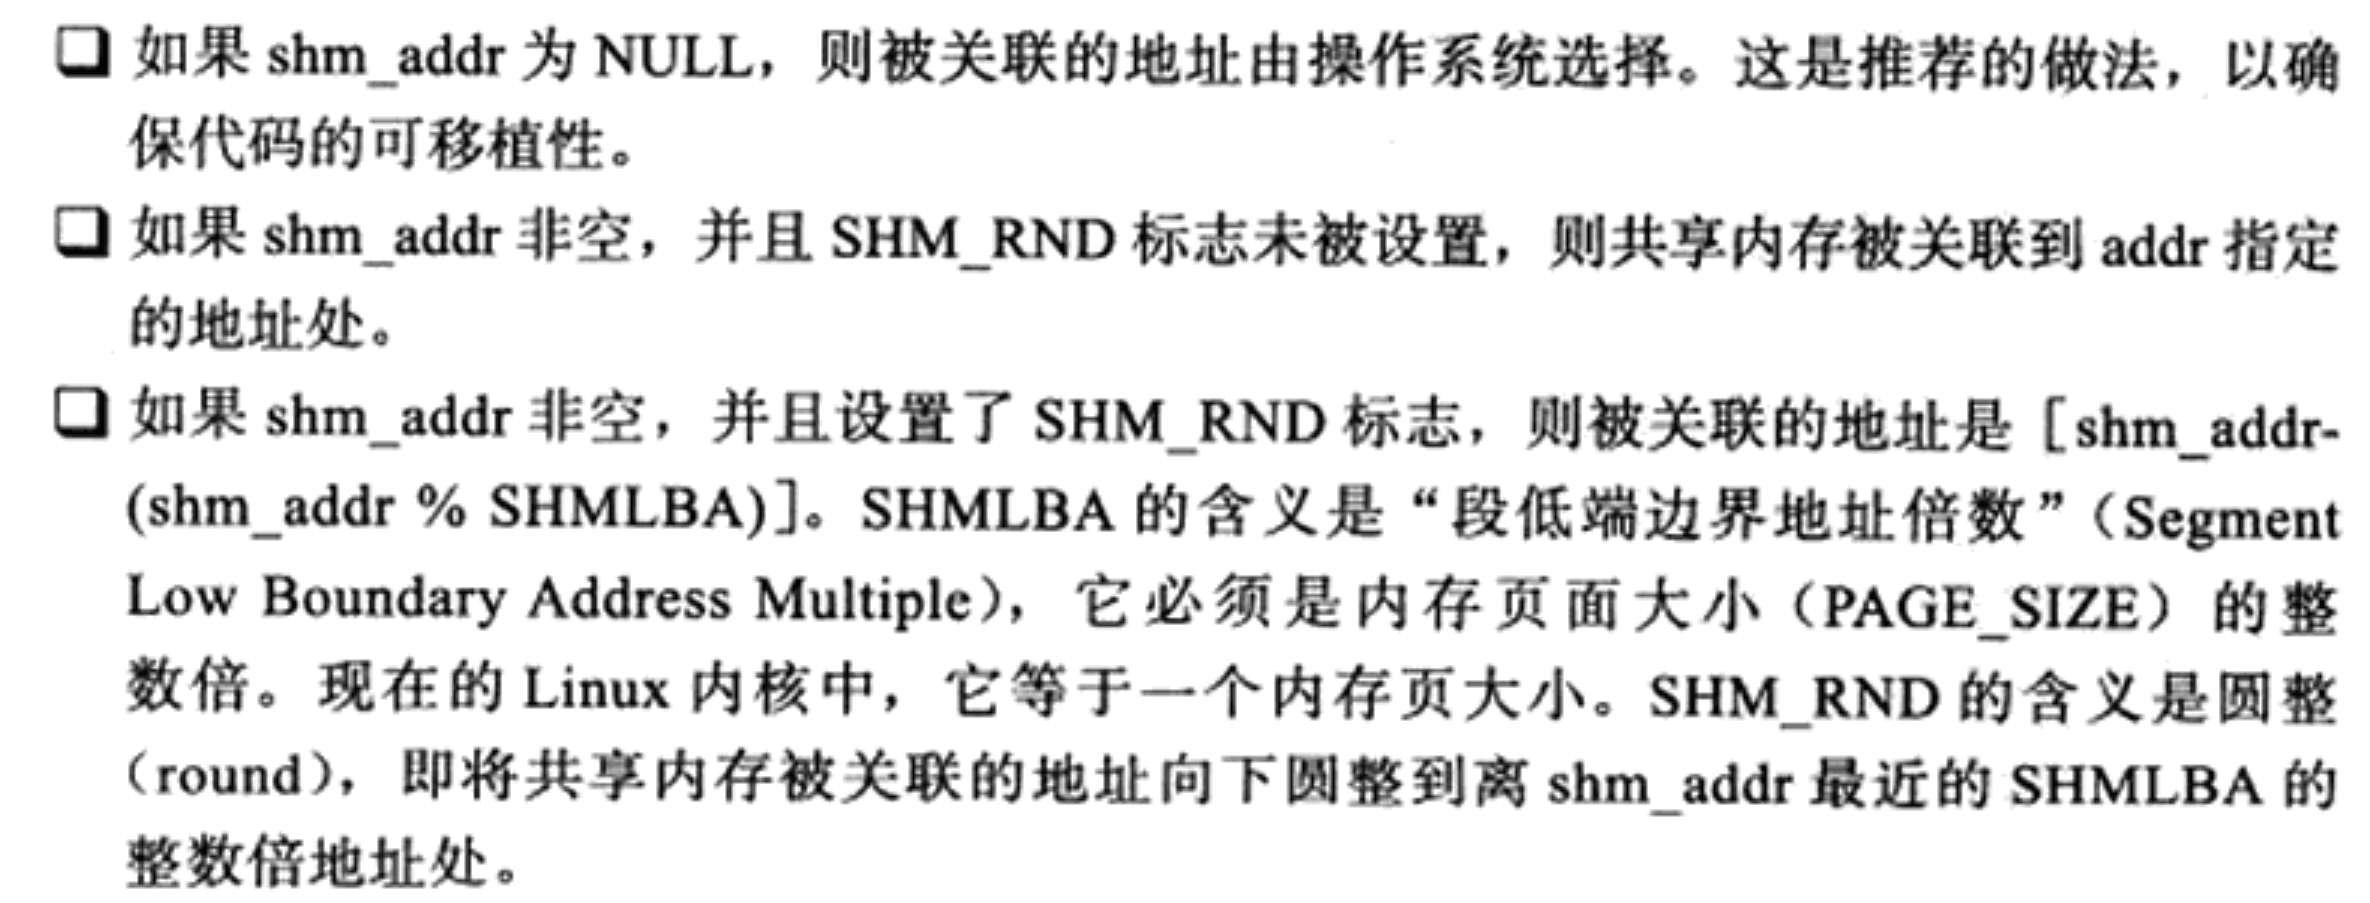 ❏ 如果 shm_addr 为 NULL，则被关联的地址由操作系统选择。这是推荐的做法，以确
保代码的可移植性。
❏ 如果 shm_addr 非空，并且 SHM_RND 标志未被设置，则共享内存被关联到 addr 指定
的地址处。
❏ 如果 shm_addr 非空，并且设置了 SHM_RND 标志，则被关联的地址是［shm_addr-
(shm_addr % SHMLBA)］。SHMLBA 的含义是“段低端边界地址倍数”（Segment
Low Boundary Address Multiple），它必须是内存页面大小（PAGE_SIZE）的整
数倍。现在的 Linux 内核中，它等于一个内存页大小。SHM_RND 的含义是圆整
（round），即将共享内存被关联的地址向下圆整到离 shm_addr 最近的 SHMLBA 的
整数倍地址处。